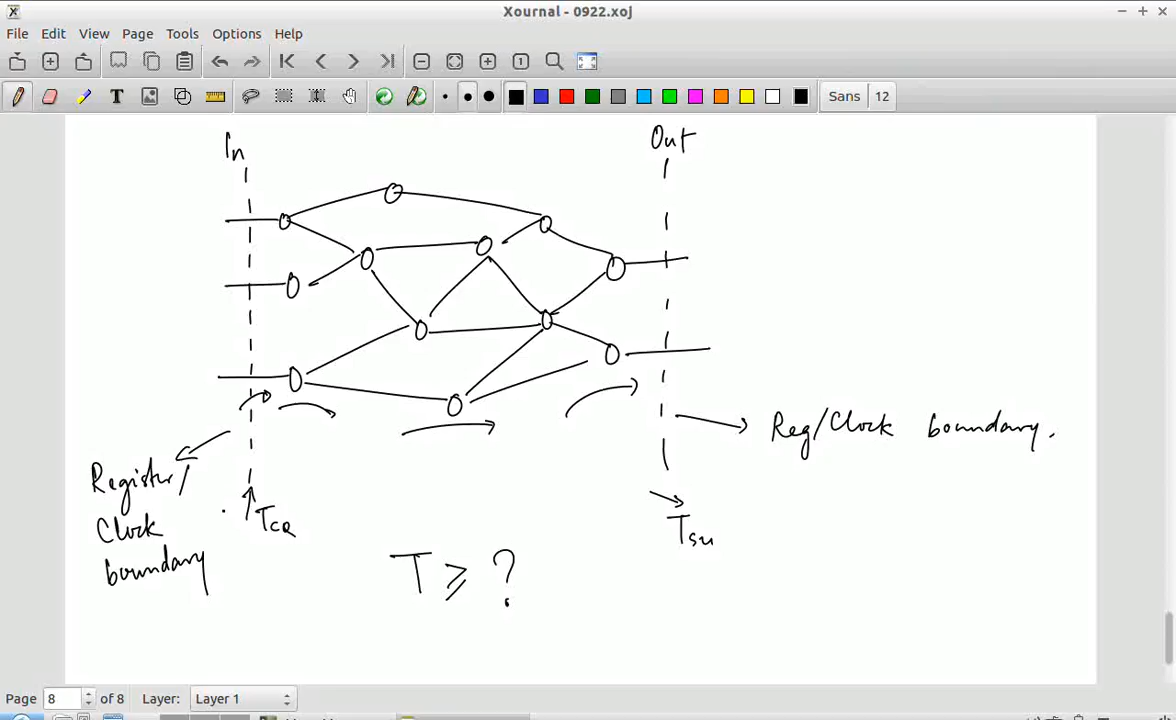 Xournal - 0922.xoj
File Edit View Page Tools Options Help
Sans 12
In
Out
Register/
Clock
boundary
TCQ
Reg/Clock boundary.
Tsu
T ≥ ?
Page 8 of 8 Layer: Layer 1